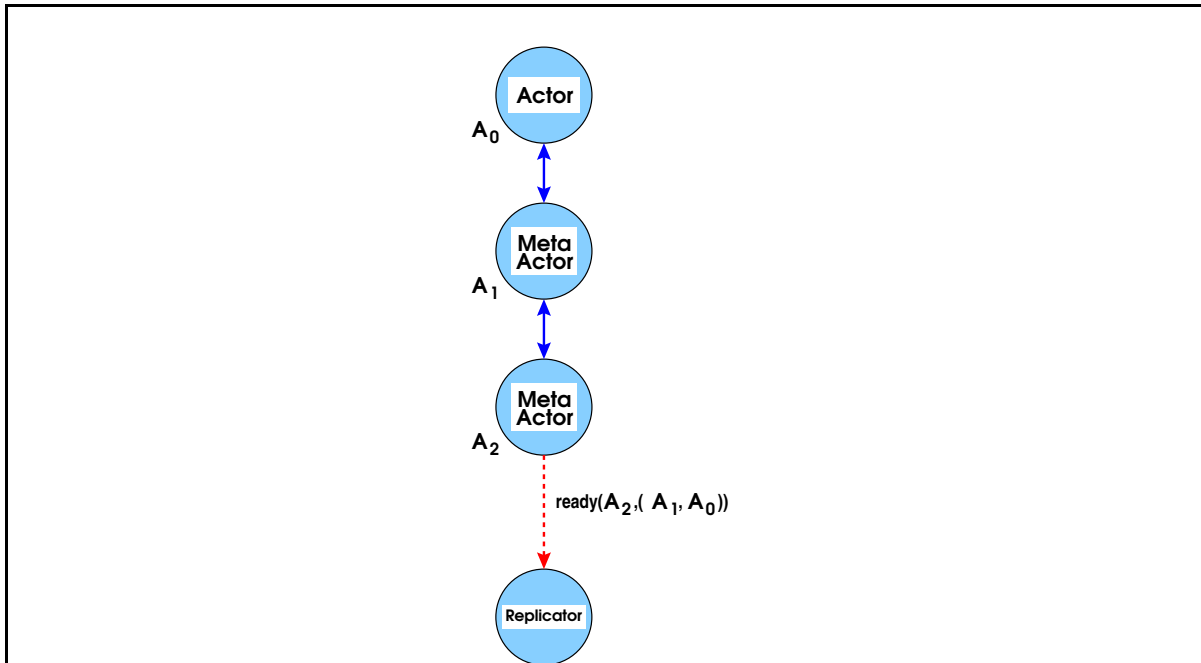 Actor
A0
Meta
Actor
A1
Meta
Actor
A2
ready(A2,( A1, A0))
Replicator